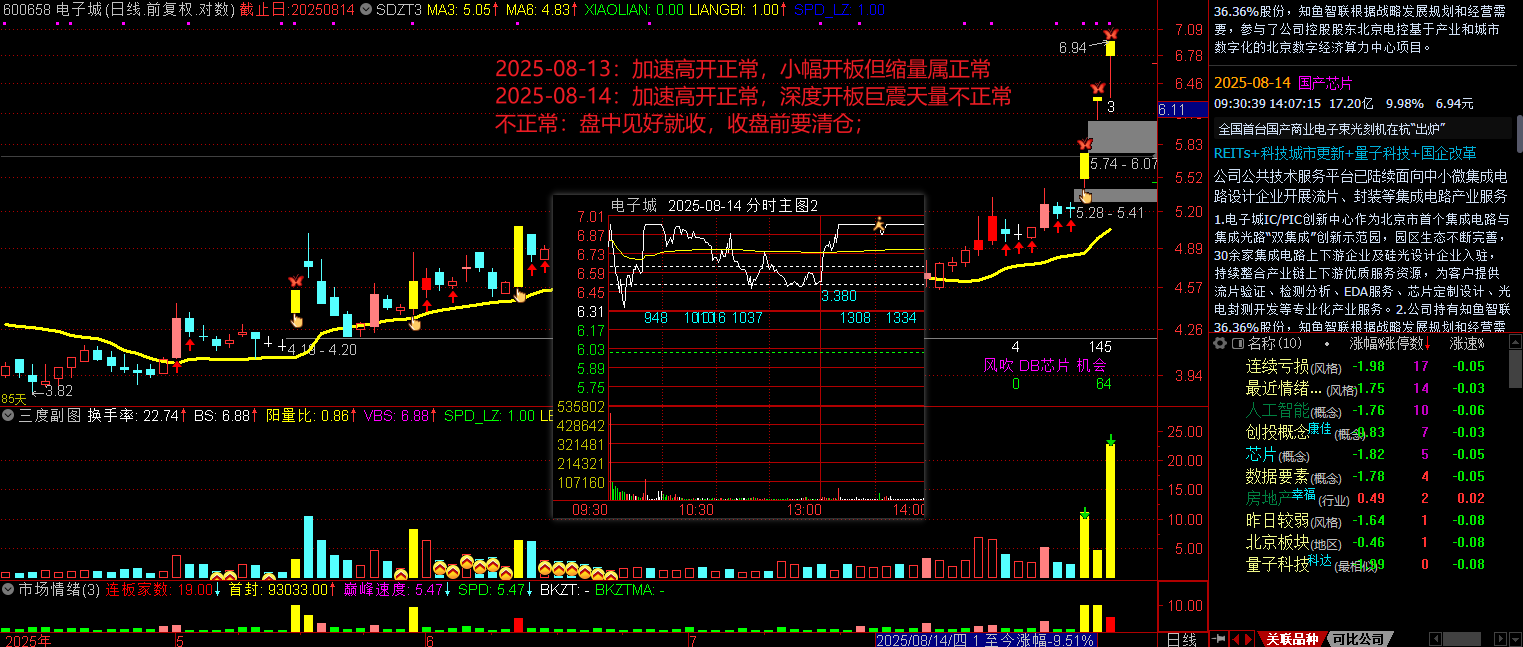 600658 电子城(日线.前复权.对数) 截止日:20250814 SDZT3 MA3: 5.05↑ MA6: 4.83↑ XIAOLIAN: 0.00 LIANGBI: 1.00↑ SPD_LZ: 1.00
2025-08-13：加速高开正常，小幅开板但缩量属正常
2025-08-14：加速高开正常，深度开板巨震天量不正常
不正常：盘中见好就收，收盘前要清仓；
6.94
3
5.74 - 6.07
5.28 - 5.41
4.19 - 4.20
3.82
85天
7.09
6.78
6.46
6.11
5.83
5.52
5.20
4.89
4.57
4.26
3.94
4
145
风吹 DB芯片 机会
0
64
电子城 2025-08-14 分时主图2
7.01
6.87
6.73
6.59
6.45
6.31
6.17
6.03
5.89
5.75
3.380
948
1016 1037
1308
1334
535802
428642
321481
214321
107160
09:30
10:30
13:00
14:00
三度副图 换手率: 22.74↑ BS: 6.88↑ 阳量比: 0.86↑ VBS: 6.88↑ SPD_LZ: 1.00 LE
25.00
20.00
15.00
10.00
5.00
市场情绪(3) 连板家数: 19.00↓ 首封: 93033.00↑ 巅峰速度: 5.47↓ SPD: 5.47↓ BKZT: - BKZTMA: -
10.00
2025年
5
6
7
2025/08/14/四 1 至今涨幅-9.51%
日线
36.36%股份，知鱼智联根据战略发展规划和经营需
要，参与了公司控股股东北京电控基于产业和城市
数字化的北京数字经济算力中心项目。
2025-08-14 国产芯片
09:30:39 14:07:15 17.20亿 9.98% 6.94元
全国首台国产商业电子束光刻机在杭“出炉”
REITs+科技城市更新+量子科技+国企改革
公司公共技术服务平台已陆续面向中小微集成电
路设计企业开展流片、封装等集成电路产业服务
1.电子城IC/PIC创新中心作为北京市首个集成电路与
集成光路“双集成”创新示范园，园区生态不断完善，
30余家集成电路上下游企业及硅光设计企业入驻，
持续整合产业链上下游优质服务资源，为客户提供
流片验证、检测分析、EDA服务、芯片定制设计、光
电封测开发等专业化产业服务。2.公司持有知鱼智联
36.36%股份，知鱼智联根据战略发展规划和经营需
名称(10) • 涨幅%涨停数↓ 涨速%
连续亏损(风格) -1.98 17 -0.05
最近情绪... (风格) 1.75 14 -0.03
人工智能(概念) -1.76 10 -0.06
创投概念康佳(概念) 0.83 7 -0.03
芯片(概念) -1.82 5 -0.05
数据要素(概念) -1.78 4 -0.05
房地产幸福(行业) 0.49 2 0.02
昨日较弱(风格) -1.64 1 -0.08
北京板块(地区) -0.46 1 -0.08
量子科技科达(最相似) 0 -0.08
关联品种 可比公司